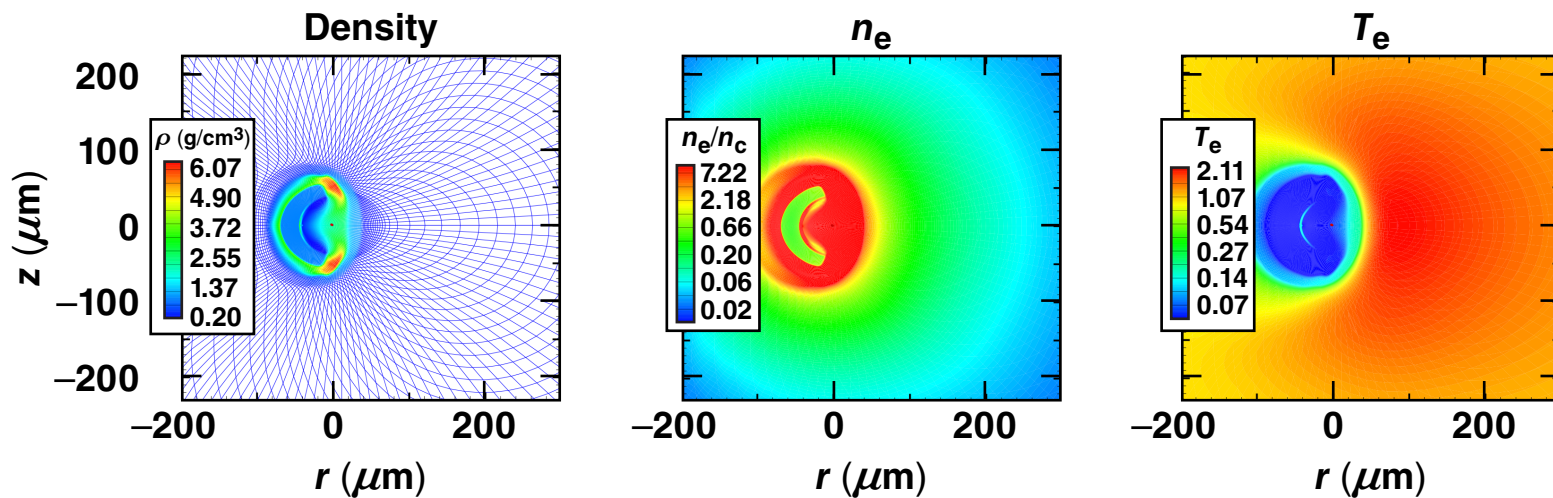 Density
200
100
0
−100
−200
z (μm)
ρ (g/cm³)
6.07
4.90
3.72
2.55
1.37
0.20
−200 0 200
r (μm)
nₑ
nₑ/n_c
7.22
2.18
0.66
0.20
0.06
0.02
−200 0 200
r (μm)
Tₑ
Tₑ
2.11
1.07
0.54
0.27
0.14
0.07
−200 0 200
r (μm)